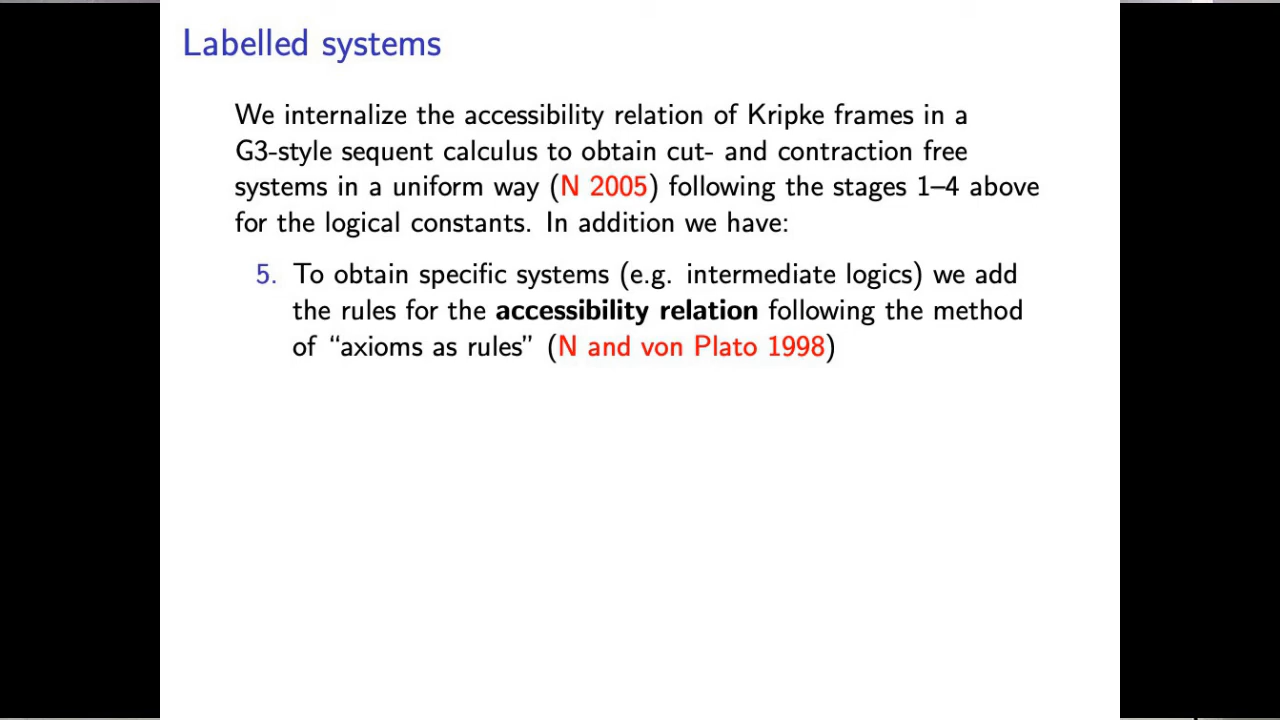 Labelled systems
We internalize the accessibility relation of Kripke frames in a
G3-style sequent calculus to obtain cut- and contraction free
systems in a uniform way (N 2005) following the stages 1–4 above
for the logical constants. In addition we have:
5. To obtain specific systems (e.g. intermediate logics) we add
the rules for the accessibility relation following the method
of “axioms as rules” (N and von Plato 1998)